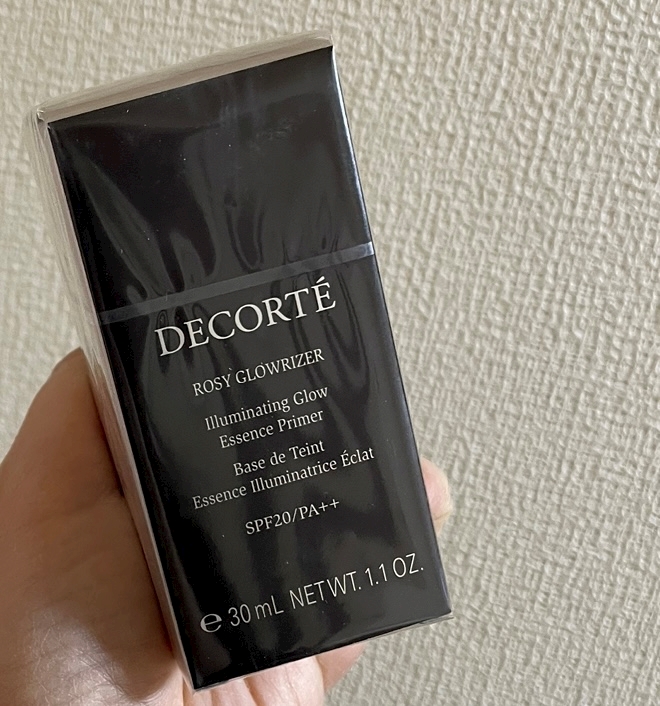 DECORTÉ
ROSY GLOWRIZER
Illuminating Glow
Essence Primer
Base de Teint
Essence Illuminatrice Éclat
SPF20/PA++
℮ 30 mL NET WT. 1.1 OZ.